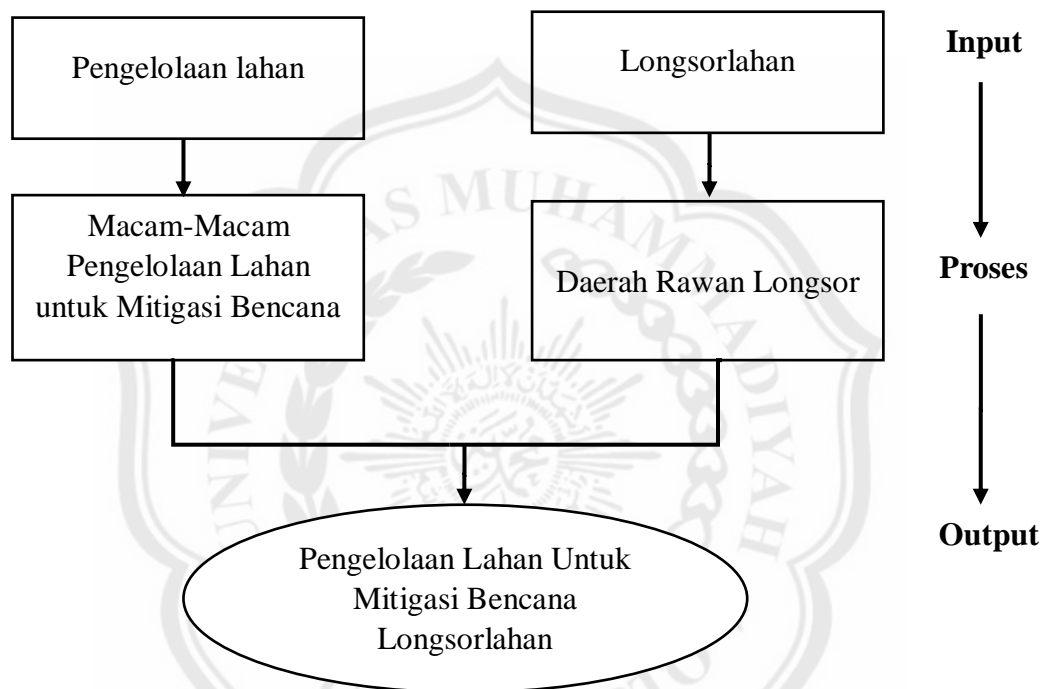 Pengelolaan lahan
Longsorlahan
Input
Macam-Macam
Pengelolaan Lahan
untuk Mitigasi Bencana
Daerah Rawan Longsor
Proses
Pengelolaan Lahan Untuk
Mitigasi Bencana
Longsorlahan
Output